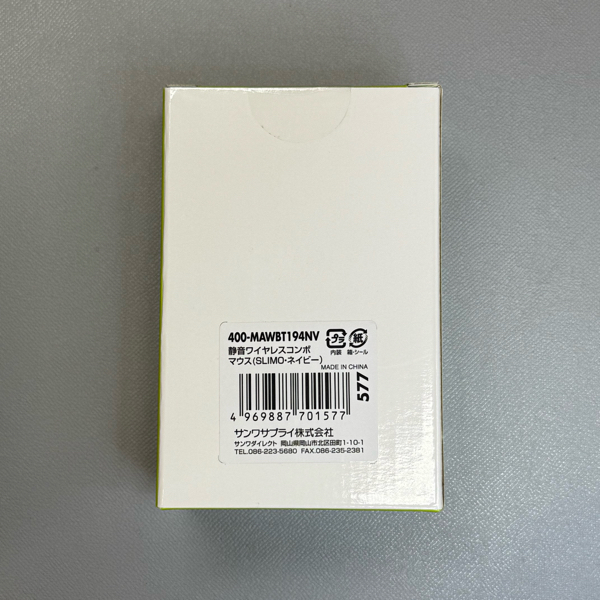 400-MAWBT194NV
静音ワイヤレスコンボ
マウス(SLIMO・ネイビー)
プラ
紙
内装
箱・シール
MADE IN CHINA
577
4 969887 701577
サンワサプライ株式会社
サンワダイレクト 岡山県岡山市北区田町1-10-1
TEL.086-223-5680 FAX.086-235-2381